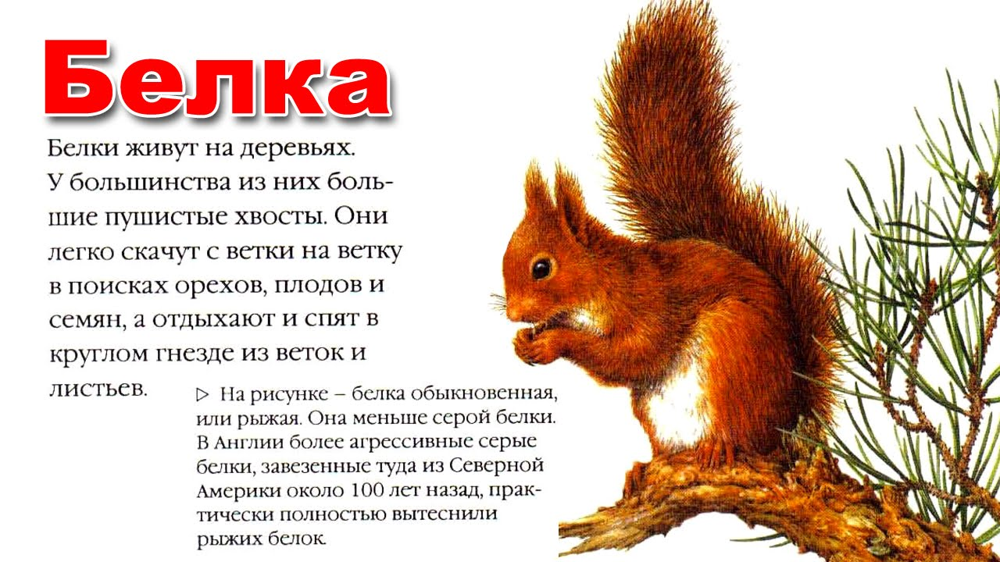 Белка
Белки живут на деревьях.
У большинства из них боль-
шие пушистые хвосты. Они
легко скачут с ветки на ветку
в поисках орехов, плодов и
семян, а отдыхают и спят в
круглом гнезде из веток и
листьев.
▷ На рисунке – белка обыкновенная,
или рыжая. Она меньше серой белки.
В Англии более агрессивные серые
белки, завезенные туда из Северной
Америки около 100 лет назад, прак-
тически полностью вытеснили
рыжих белок.